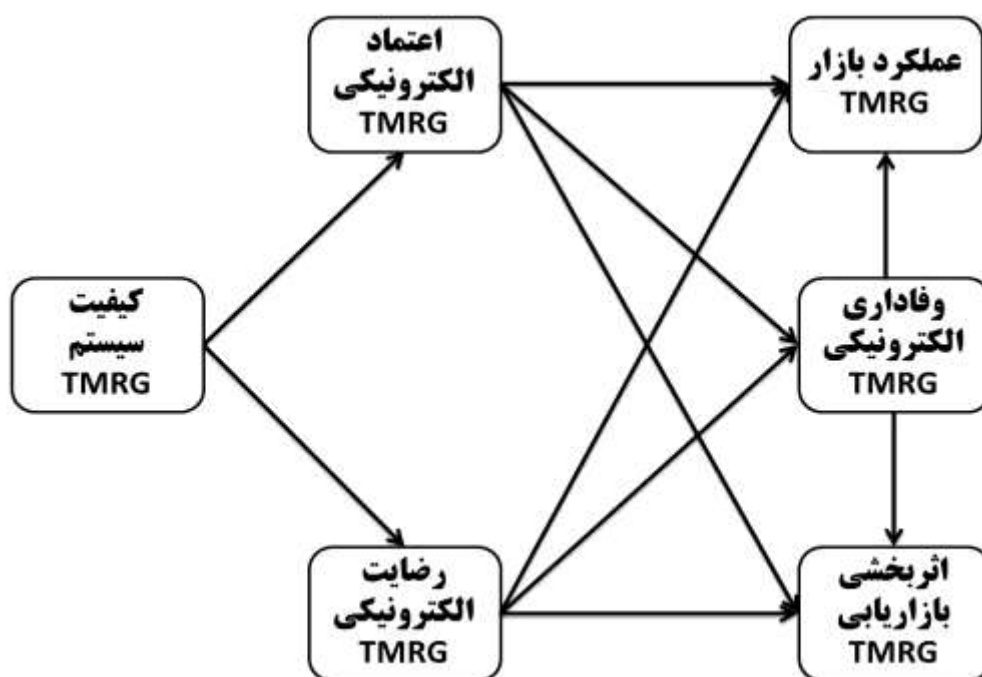 اعتماد
الکترونیکی
TMRG
عملکرد بازار
TMRG
کیفیت
سیستم
TMRG
وفاداری
الکترونیکی
TMRG
رضایت
الکترونیکی
TMRG
اثربخشی
بازاریابی
TMRG